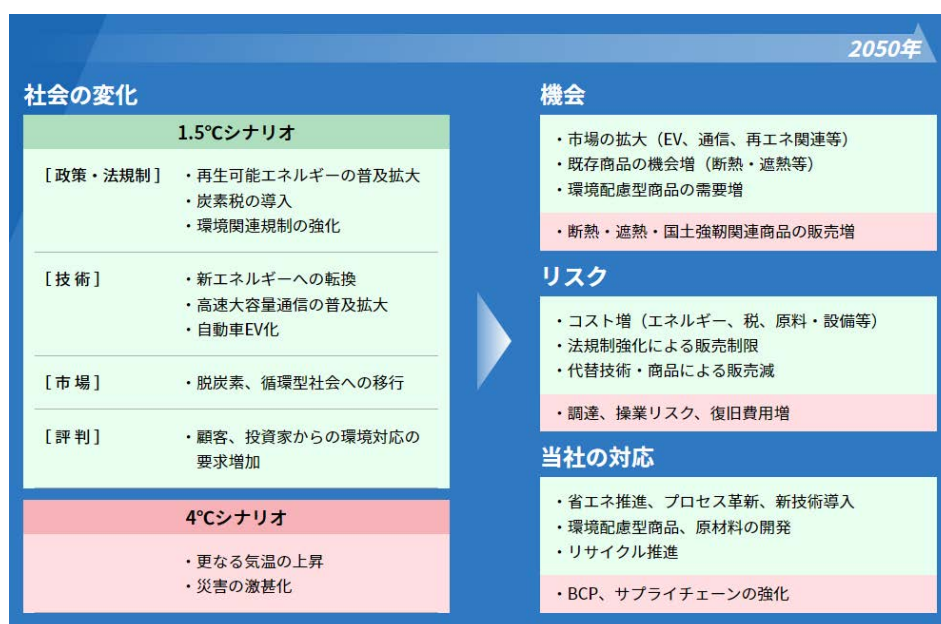 2050年
社会の変化
1.5℃シナリオ
[政策・法規制]
・再生可能エネルギーの普及拡大
・炭素税の導入
・環境関連規制の強化
[技術]
・新エネルギーへの転換
・高速大容量通信の普及拡大
・自動車EV化
[市場]
・脱炭素、循環型社会への移行
[評判]
・顧客、投資家からの環境対応の
要求増加
4℃シナリオ
・更なる気温の上昇
・災害の激甚化
機会
・市場の拡大（EV、通信、再エネ関連等）
・既存商品の機会増（断熱・遮熱等）
・環境配慮型商品の需要増
・断熱・遮熱・国土強靭関連商品の販売増
リスク
・コスト増（エネルギー、税、原料・設備等）
・法規制強化による販売制限
・代替技術・商品による販売減
・調達、操業リスク、復旧費用増
当社の対応
・省エネ推進、プロセス革新、新技術導入
・環境配慮型商品、原材料の開発
・リサイクル推進
・BCP、サプライチェーンの強化